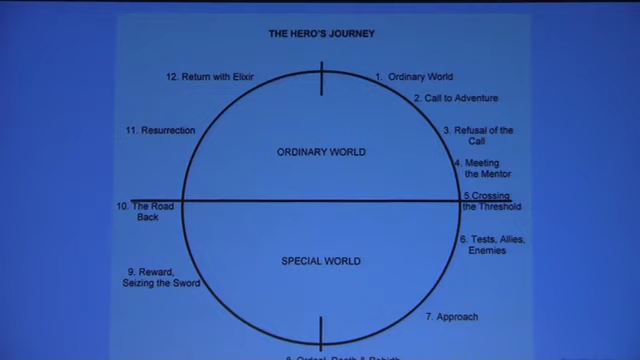 THE HERO'S JOURNEY
12. Return with Elixir
1. Ordinary World
2. Call to Adventure
11. Resurrection
3. Refusal of the
Call
ORDINARY WORLD
4. Meeting
the Mentor
5.Crossing
the Threshold
10. The Road
Back
6. Tests, Allies,
Enemies
SPECIAL WORLD
9. Reward,
Seizing the Sword
7. Approach
8. Ordeal, Death & Rebirth